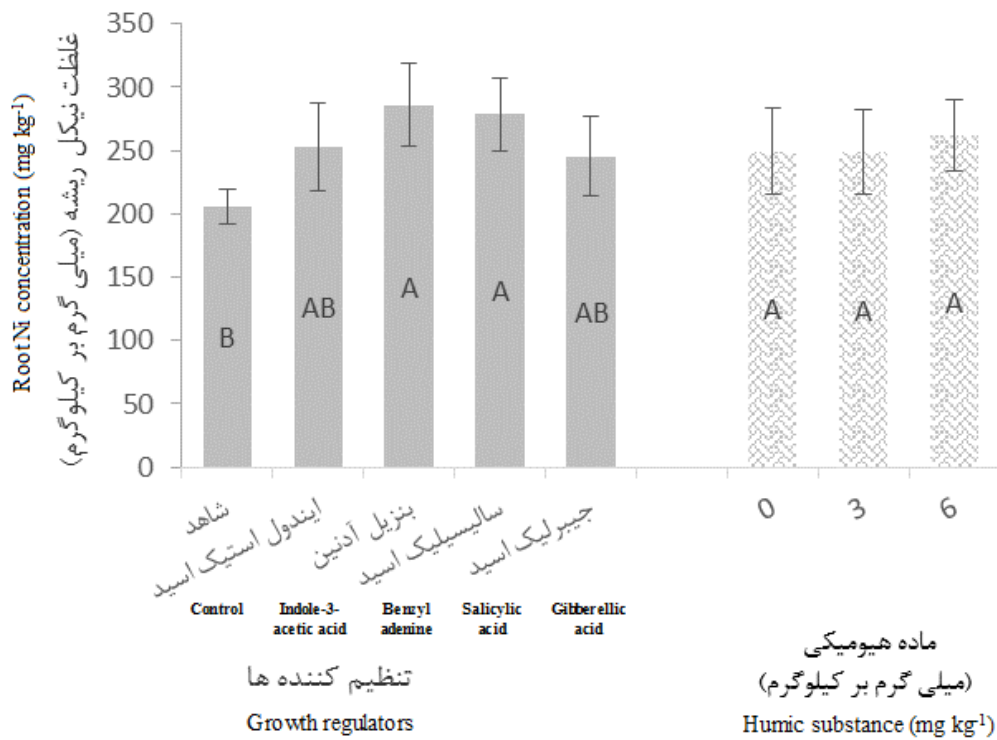 Root Ni concentration (mg kg-1)
غلظت نیکل ریشه (میلی گرم بر کیلوگرم)
350
300
250
200
150
100
50
0
B
AB
A
A
AB
A
A
A
شاهد
ایندول استیک اسید
بنزیل آدنین
سالیسیلیک اسید
جیبرلیک اسید
0
3
6
Control
Indole-3-
acetic acid
Benzyl
adenine
Salicylic
acid
Gibberellic
acid
تنظیم کننده ها
Growth regulators
ماده هیومیکی
(میلی گرم بر کیلوگرم)
Humic substance (mg kg-1)